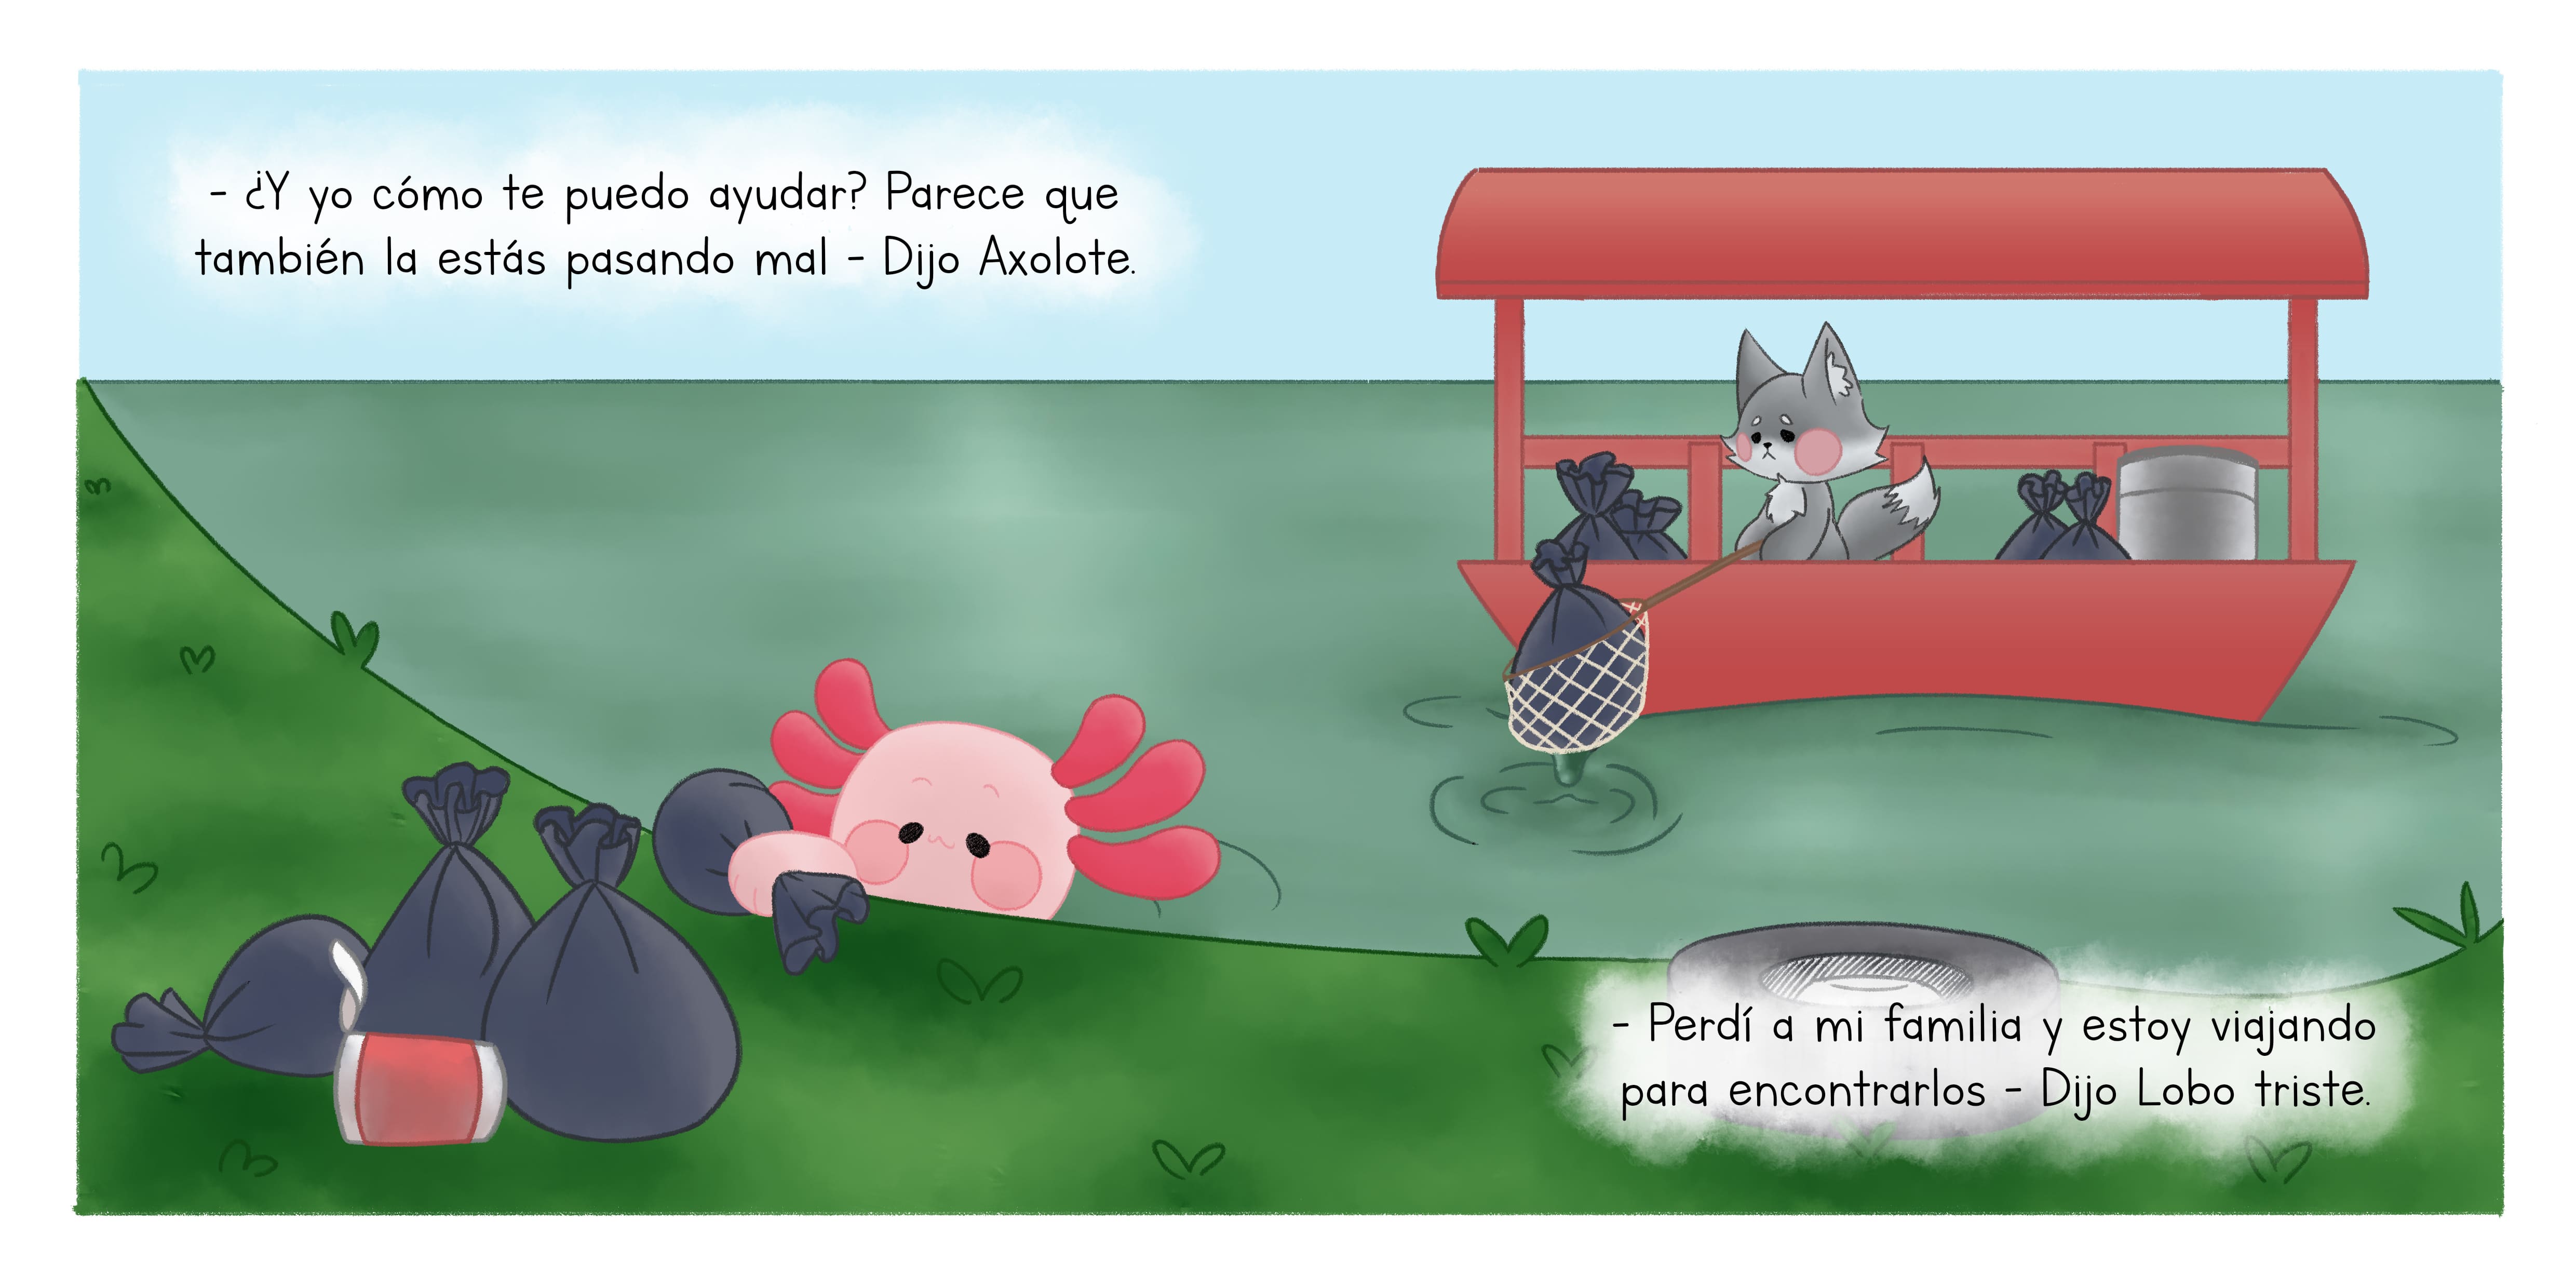 - ¿Y yo cómo te puedo ayudar? Parece que
también la estás pasando mal - Dijo Axolote.
- Perdí a mi familia y estoy viajando
para encontrarlos - Dijo Lobo triste.